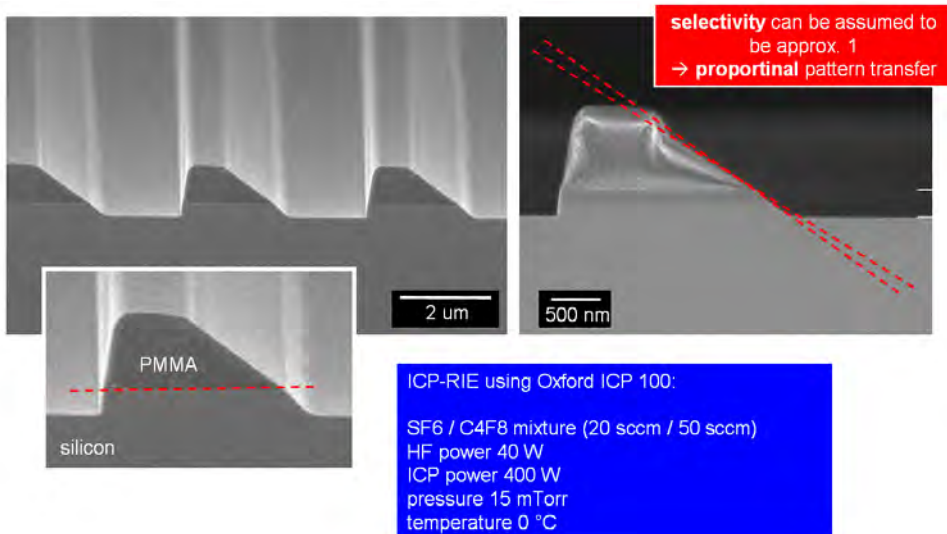 selectivity can be assumed to
be approx. 1
→ proportinal pattern transfer
2 um
500 nm
PMMA
silicon
ICP-RIE using Oxford ICP 100:
SF6 / C4F8 mixture (20 sccm / 50 sccm)
HF power 40 W
ICP power 400 W
pressure 15 mTorr
temperature 0 °C